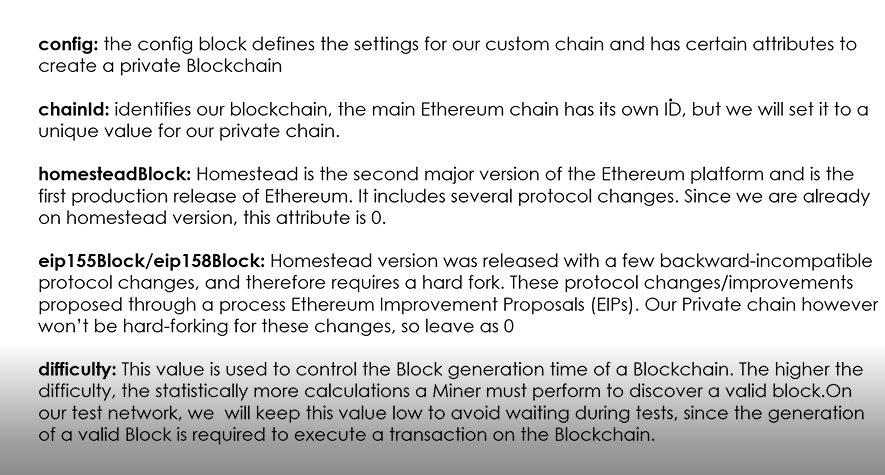 config: the config block defines the settings for our custom chain and has certain attributes to
create a private Blockchain
chainId: identifies our blockchain, the main Ethereum chain has its own ID, but we will set it to a
unique value for our private chain.
homesteadBlock: Homestead is the second major version of the Ethereum platform and is the
first production release of Ethereum. It includes several protocol changes. Since we are already
on homestead version, this attribute is 0.
eip155Block/eip158Block: Homestead version was released with a few backward-incompatible
protocol changes, and therefore requires a hard fork. These protocol changes/improvements
proposed through a process Ethereum Improvement Proposals (EIPs). Our Private chain however
won't be hard-forking for these changes, so leave as 0
difficulty: This value is used to control the Block generation time of a Blockchain. The higher the
difficulty, the statistically more calculations a Miner must perform to discover a valid block.On
our test network, we  will keep this value low to avoid waiting during tests, since the generation
of a valid Block is required to execute a transaction on the Blockchain.